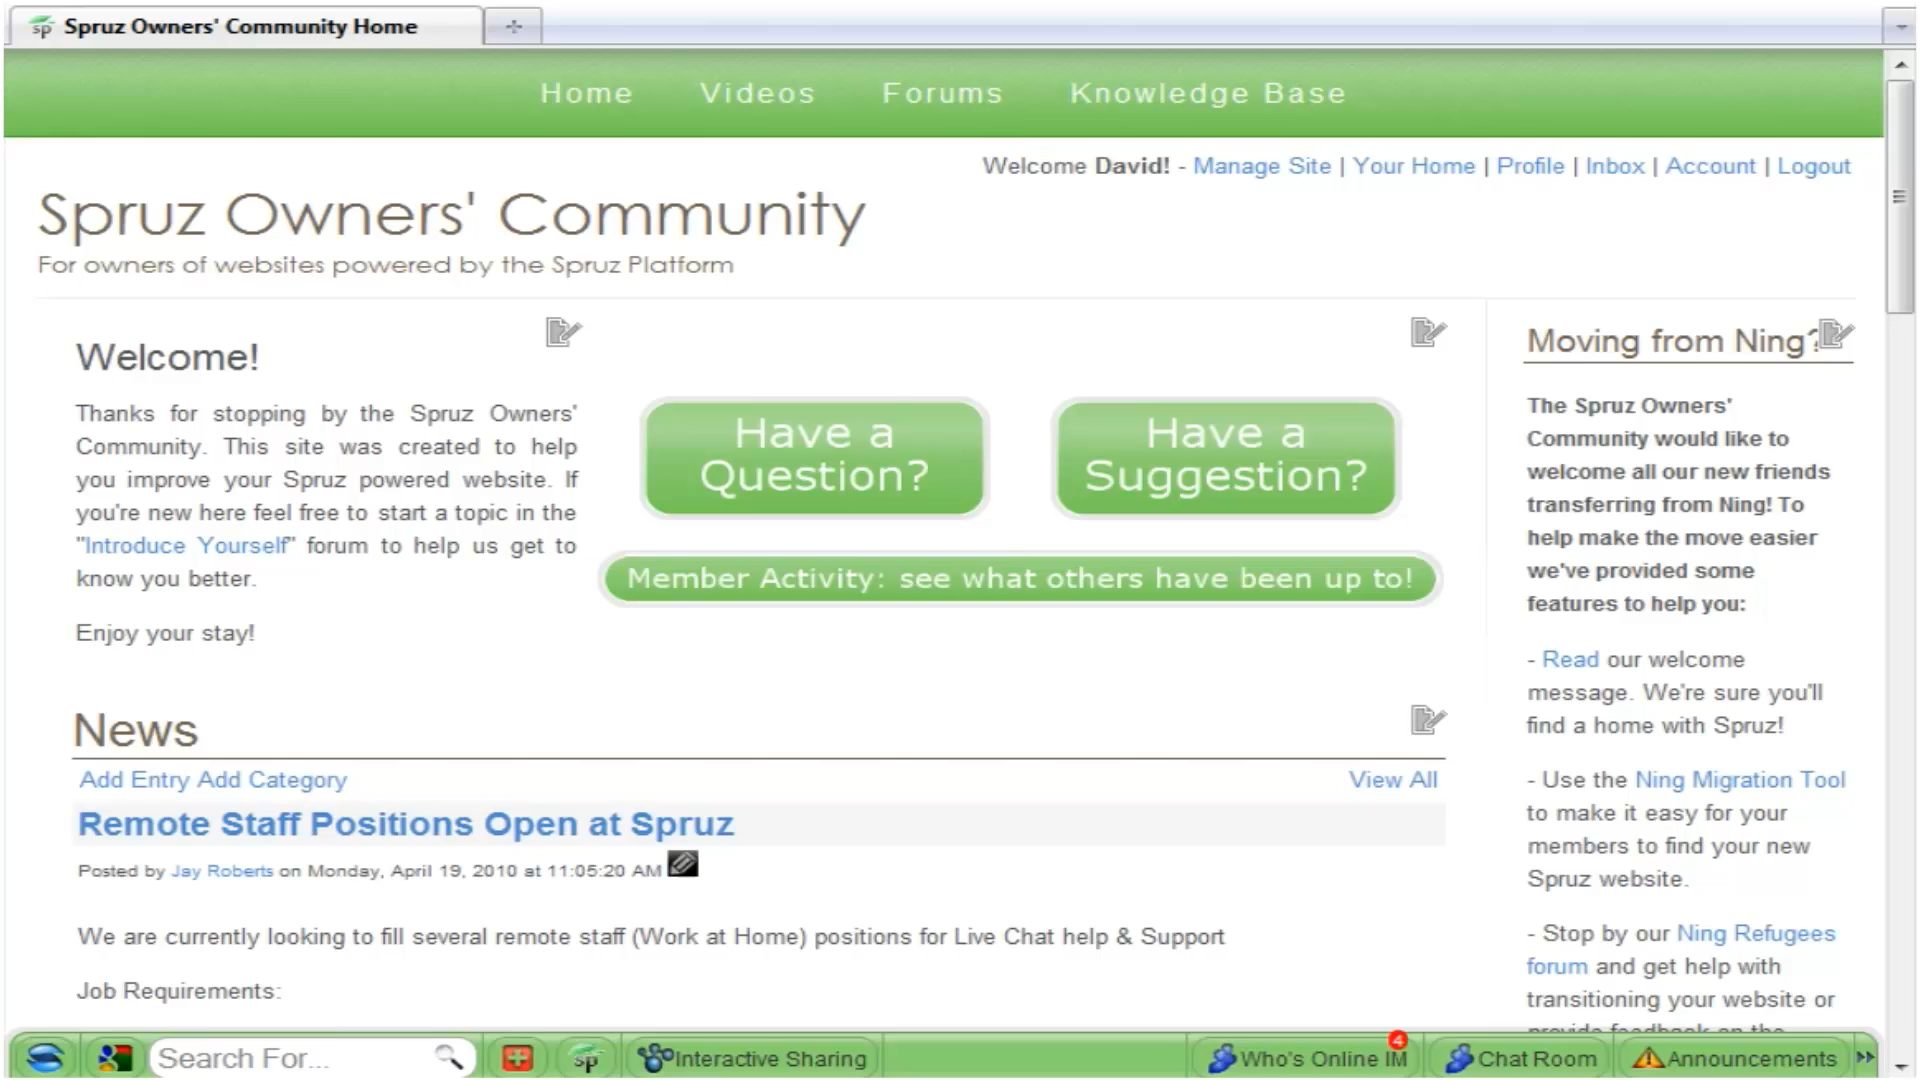 sp Spruz Owners' Community Home
Home Videos Forums Knowledge Base
Welcome David! - Manage Site | Your Home | Profile | Inbox | Account | Logout
Spruz Owners' Community
For owners of websites powered by the Spruz Platform
Welcome!
Thanks for stopping by the Spruz Owners'
Community. This site was created to help
you improve your Spruz powered website. If
you're new here feel free to start a topic in the
"Introduce Yourself" forum to help us get to
know you better.
Enjoy your stay!
Have a
Question?
Have a
Suggestion?
Member Activity: see what others have been up to!
News
Add Entry Add Category View All
Remote Staff Positions Open at Spruz
Posted by Jay Roberts on Monday, April 19, 2010 at 11:05:20 AM
We are currently looking to fill several remote staff (Work at Home) positions for Live Chat help & Support
Job Requirements:
Moving from Ning?
The Spruz Owners'
Community would like to
welcome all our new friends
transferring from Ning! To
help make the move easier
we've provided some
features to help you:
- Read our welcome
message. We're sure you'll
find a home with Spruz!
- Use the Ning Migration Tool
to make it easy for your
members to find your new
Spruz website.
- Stop by our Ning Refugees
forum and get help with
transitioning your website or
provide feedback on the
Search For... sp Interactive Sharing Who's Online IM 4 Chat Room Announcements